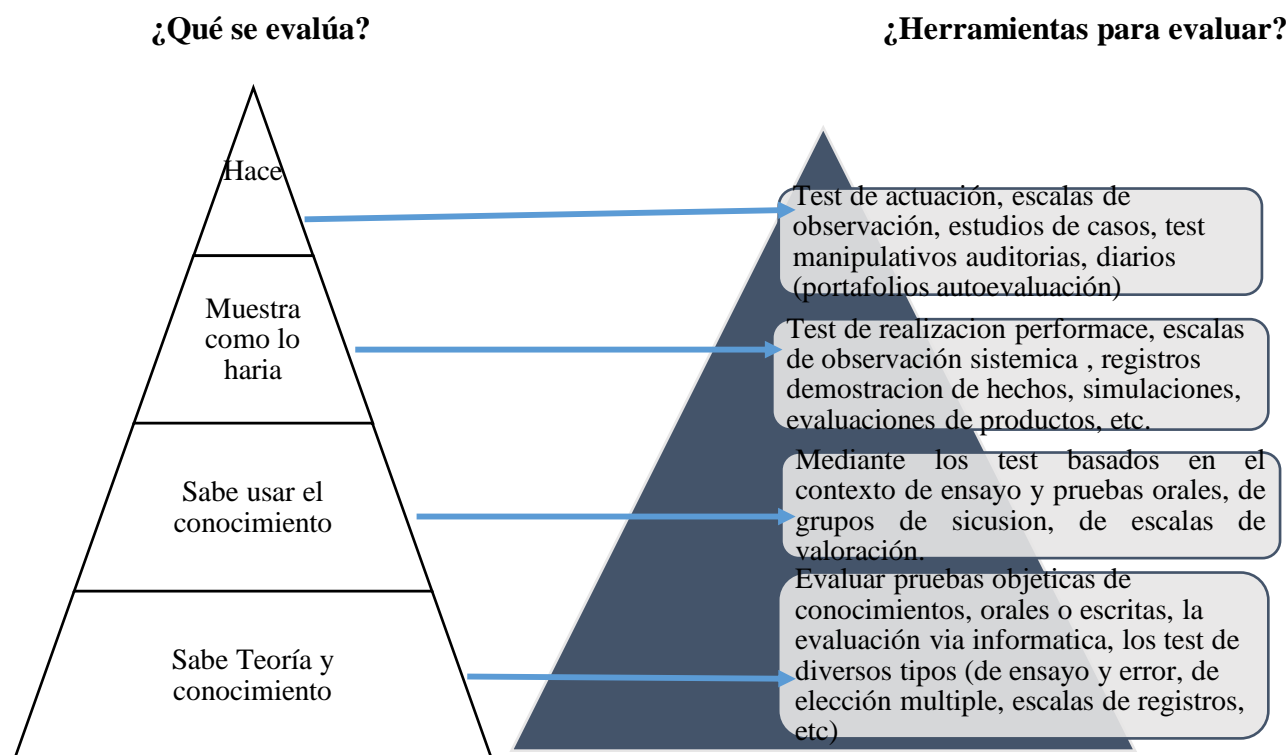 ¿Qué se evalúa?
¿Herramientas para evaluar?
Hace
Test de actuación, escalas de
observación, estudios de casos, test
manipulativos auditorias, diarios
(portafolios autoevaluación)
Muestra
como lo
haria
Test de realizacion performace, escalas
de observación sistemica , registros
demostracion de hechos, simulaciones,
evaluaciones de productos, etc.
Sabe usar el
conocimiento
Mediante los test basados en el
contexto de ensayo y pruebas orales, de
grupos de sicusion, de escalas de
valoración.
Sabe Teoría y
conocimiento
Evaluar pruebas objeticas de
conocimientos, orales o escritas, la
evaluación via informatica, los test de
diversos tipos (de ensayo y error, de
elección multiple, escalas de registros,
etc)